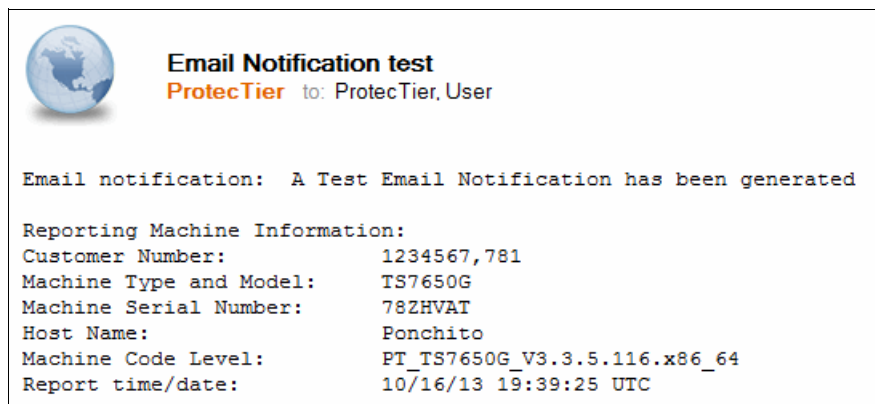 Email Notification test
ProtecTier to: ProtecTier, User
Email notification: A Test Email Notification has been generated
Reporting Machine Information:
Customer Number: 1234567,781
Machine Type and Model: TS7650G
Machine Serial Number: 78ZHVAT
Host Name: Ponchito
Machine Code Level: PT_TS7650G_V3.3.5.116.x86_64
Report time/date: 10/16/13 19:39:25 UTC